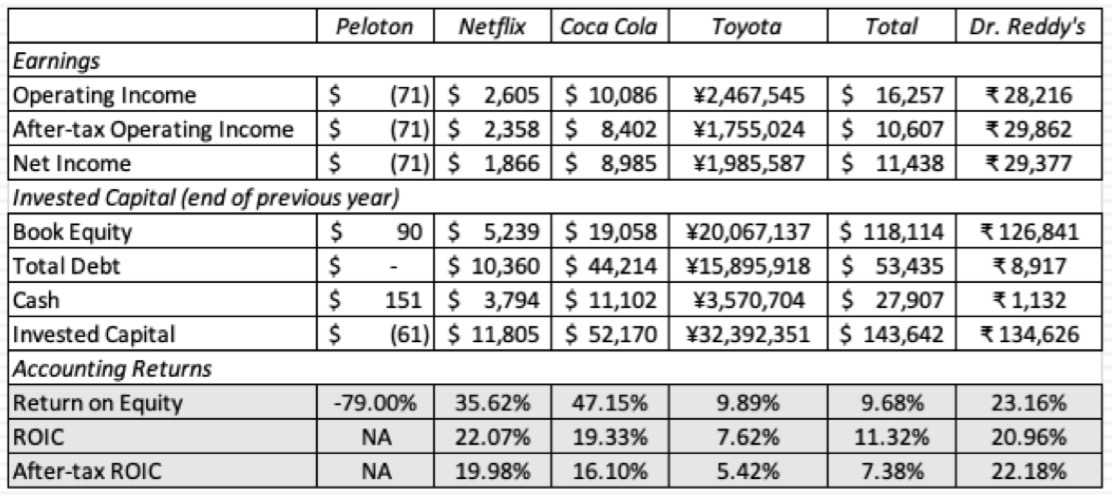 Peloton Netflix Coca Cola Toyota Total Dr. Reddy's
Earnings
Operating Income $ (71) $ 2,605 $ 10,086 ¥2,467,545 $ 16,257 ₹28,216
After-tax Operating Income $ (71) $ 2,358 $ 8,402 ¥1,755,024 $ 10,607 ₹29,862
Net Income $ (71) $ 1,866 $ 8,985 ¥1,985,587 $ 11,438 ₹29,377
Invested Capital (end of previous year)
Book Equity $ 90 $ 5,239 $ 19,058 ¥20,067,137 $ 118,114 ₹126,841
Total Debt $ - $ 10,360 $ 44,214 ¥15,895,918 $ 53,435 ₹8,917
Cash $ 151 $ 3,794 $ 11,102 ¥3,570,704 $ 27,907 ₹1,132
Invested Capital $ (61) $ 11,805 $ 52,170 ¥32,392,351 $ 143,642 ₹134,626
Accounting Returns
Return on Equity -79.00% 35.62% 47.15% 9.89% 9.68% 23.16%
ROIC NA 22.07% 19.33% 7.62% 11.32% 20.96%
After-tax ROIC NA 19.98% 16.10% 5.42% 7.38% 22.18%